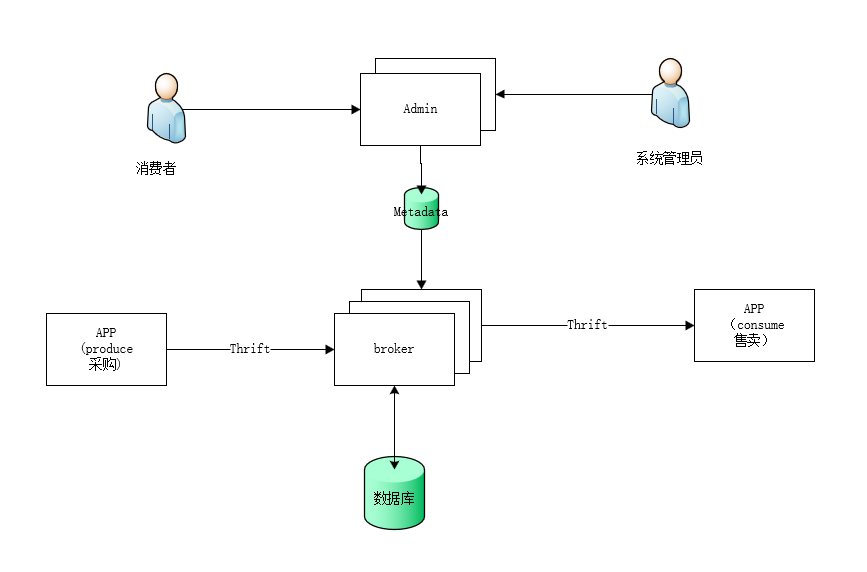 Admin
消费者
系统管理员
Metadata
APP
(produce
采购)
Thrift
broker
Thrift
APP
（consume
售卖）
数据库